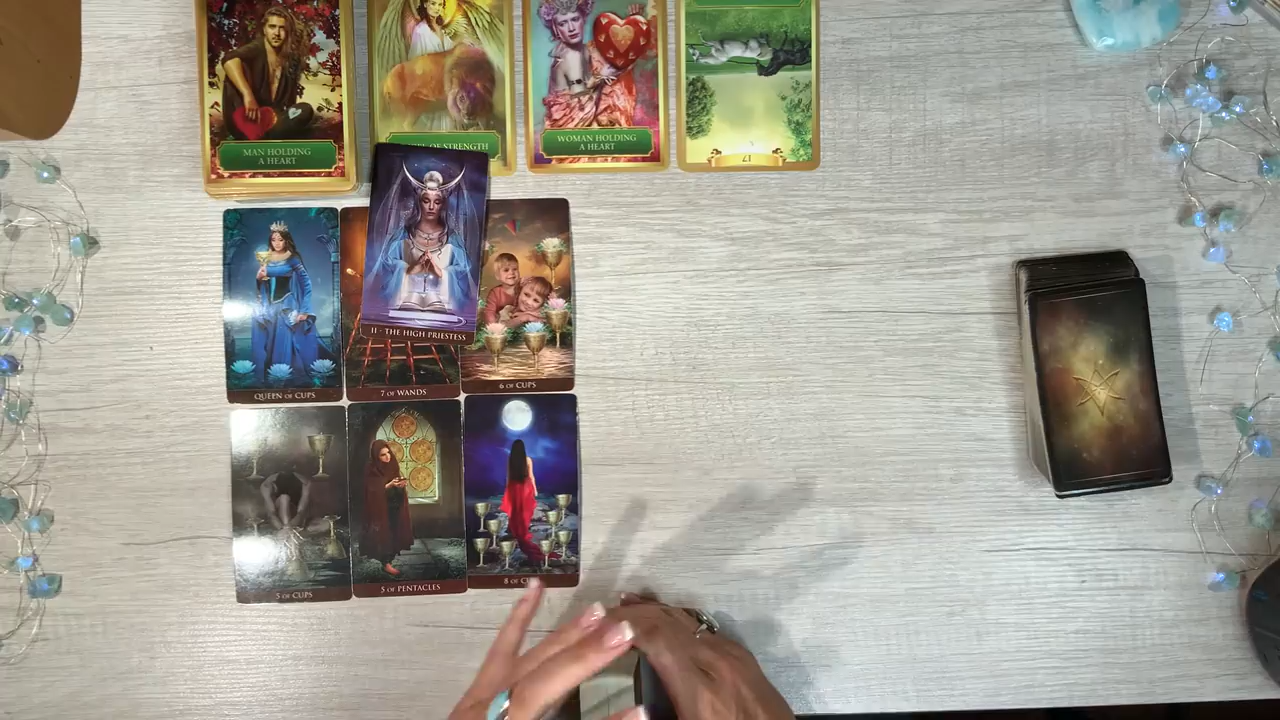 MAN HOLDING
A HEART
OF STRENGTH
WOMAN HOLDING
A HEART
17
II - THE HIGH PRIESTESS
QUEEN OF CUPS
7 OF WANDS
6 OF CUPS
5 OF CUPS
5 OF PENTACLES
8 OF